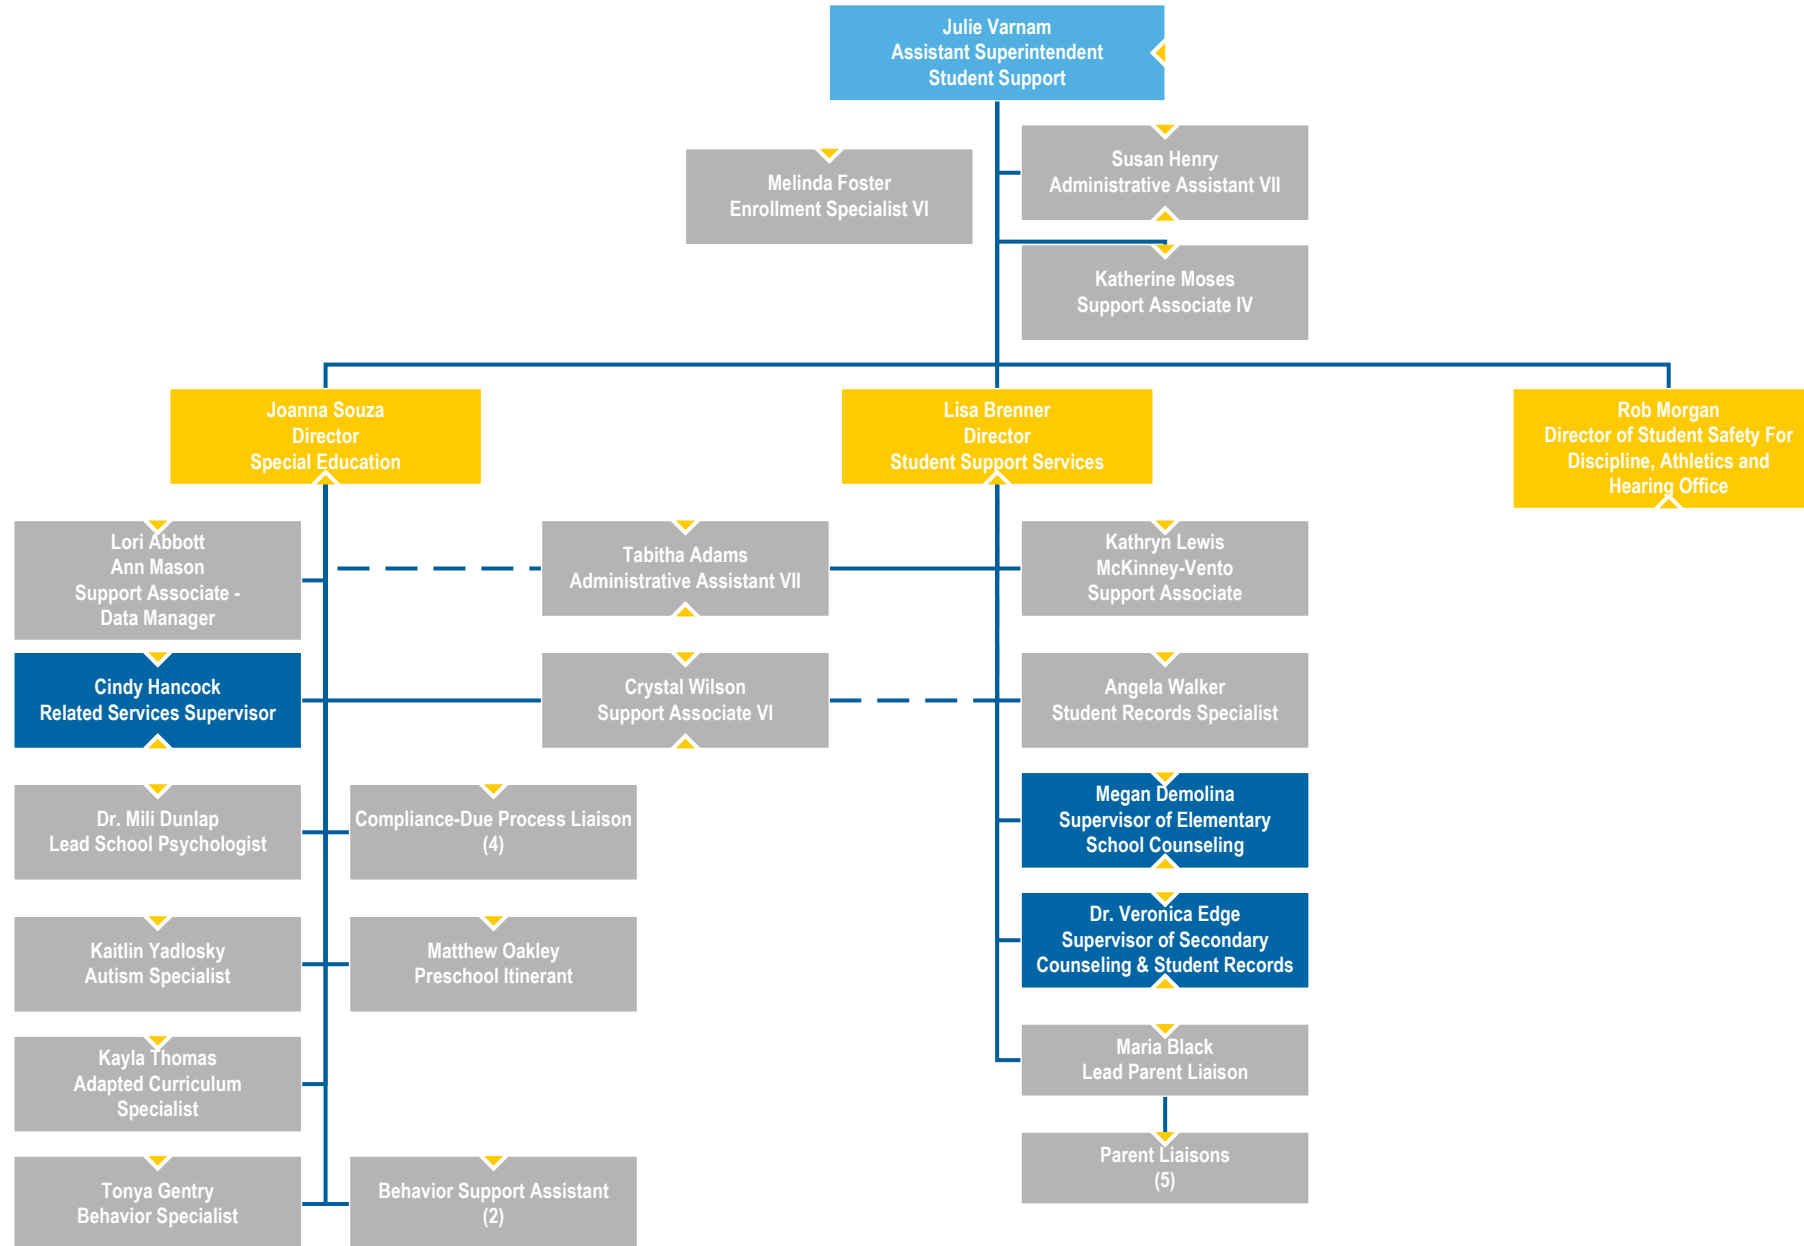 Julie Varnam
Assistant Superintendent
Student Support
Melinda Foster
Enrollment Specialist VI
Susan Henry
Administrative Assistant VII
Katherine Moses
Support Associate IV
Joanna Souza
Director
Special Education
Lisa Brenner
Director
Student Support Services
Rob Morgan
Director of Student Safety For
Discipline, Athletics and
Hearing Office
Lori Abbott
Ann Mason
Support Associate -
Data Manager
Tabitha Adams
Administrative Assistant VII
Kathryn Lewis
McKinney-Vento
Support Associate
Cindy Hancock
Related Services Supervisor
Crystal Wilson
Support Associate VI
Angela Walker
Student Records Specialist
Dr. Mili Dunlap
Lead School Psychologist
Compliance-Due Process Liaison
(4)
Megan Demolina
Supervisor of Elementary
School Counseling
Kaitlin Yadlosky
Autism Specialist
Matthew Oakley
Preschool Itinerant
Dr. Veronica Edge
Supervisor of Secondary
Counseling & Student Records
Kayla Thomas
Adapted Curriculum
Specialist
Maria Black
Lead Parent Liaison
Tonya Gentry
Behavior Specialist
Behavior Support Assistant
(2)
Parent Liaisons
(5)